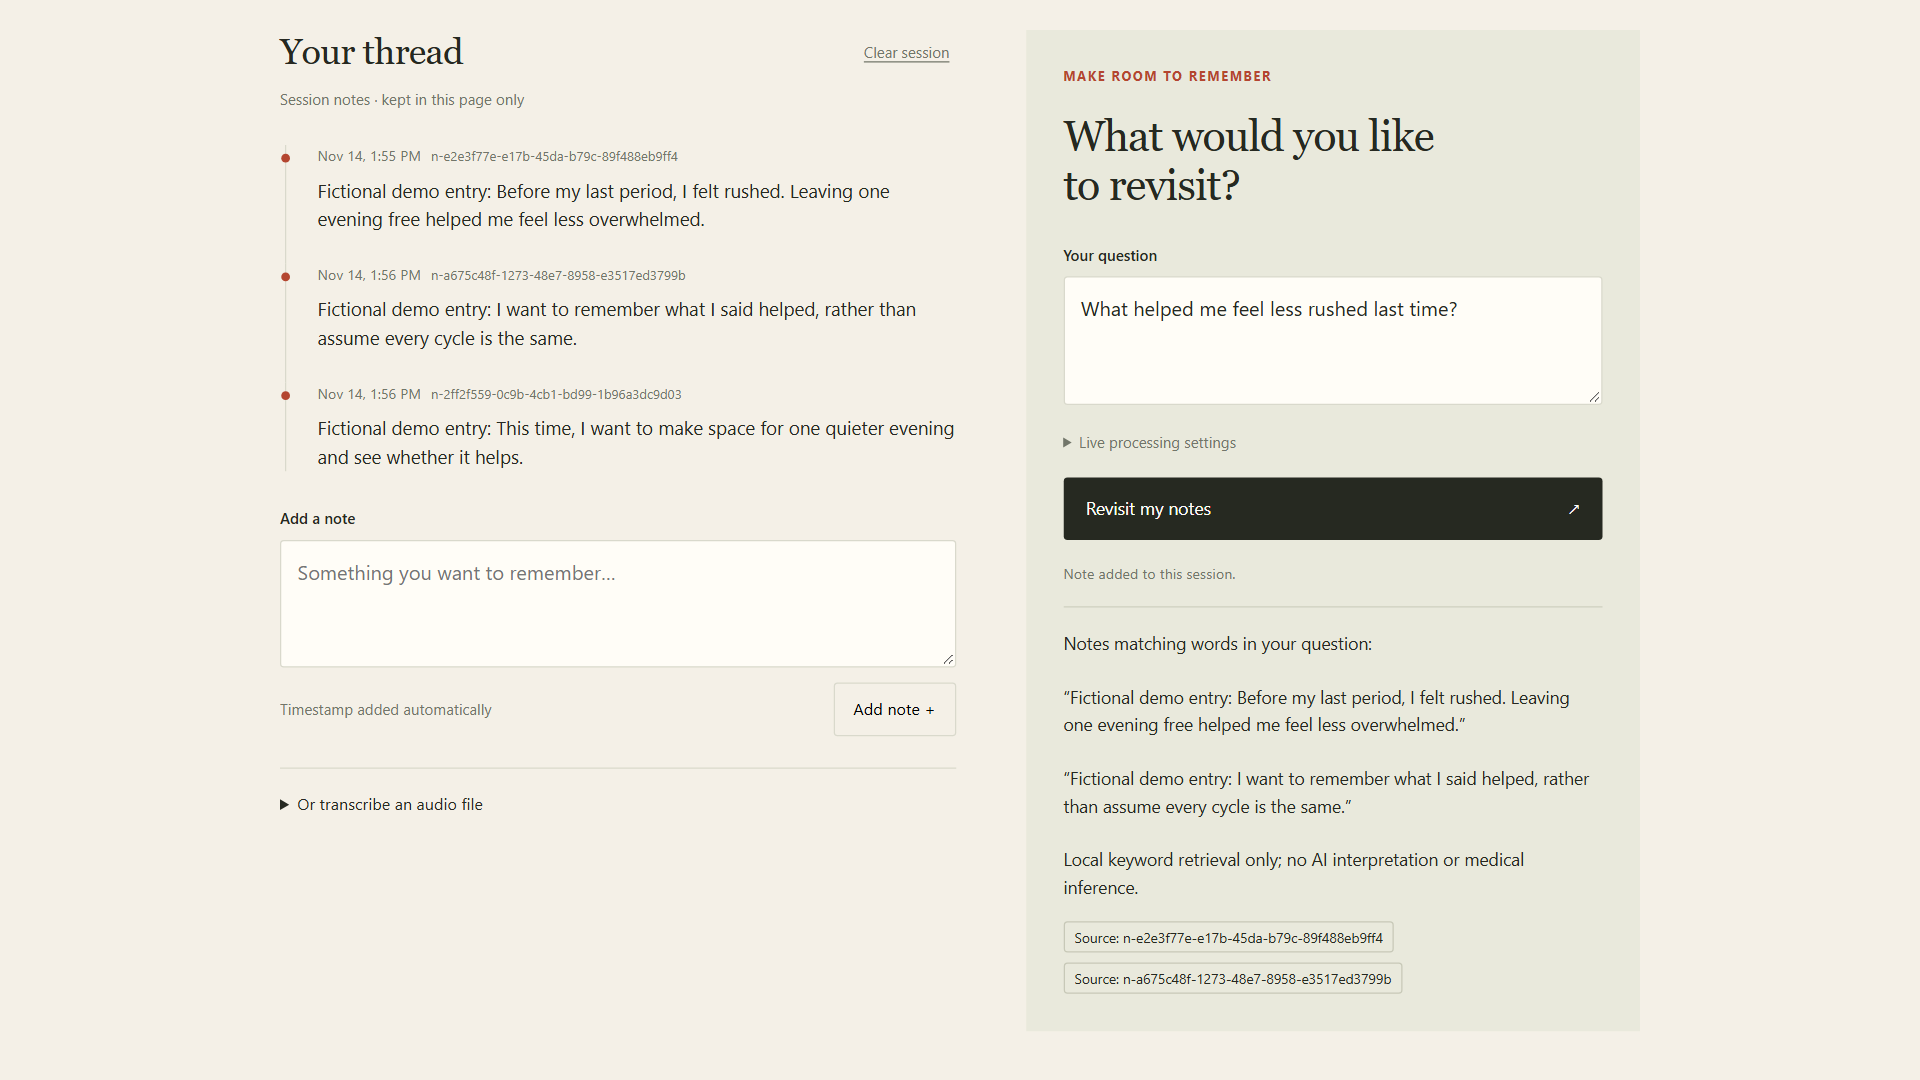 Your thread
Clear session
Session notes · kept in this page only
Nov 14, 1:55 PM n-e2e3f77e-e17b-45da-b79c-89f488eb9ff4
Fictional demo entry: Before my last period, I felt rushed. Leaving one
evening free helped me feel less overwhelmed.
Nov 14, 1:56 PM n-a675c48f-1273-48e7-8958-e3517ed3799b
Fictional demo entry: I want to remember what I said helped, rather than
assume every cycle is the same.
Nov 14, 1:56 PM n-2ff2f559-0c9b-4cb1-bd99-1b96a3dc9d03
Fictional demo entry: This time, I want to make space for one quieter evening
and see whether it helps.
Add a note
Something you want to remember...
Timestamp added automatically
Add note +
Or transcribe an audio file
MAKE ROOM TO REMEMBER
What would you like
to revisit?
Your question
What helped me feel less rushed last time?
Live processing settings
Revisit my notes ↗
Note added to this session.
Notes matching words in your question:
“Fictional demo entry: Before my last period, I felt rushed. Leaving
one evening free helped me feel less overwhelmed.”
“Fictional demo entry: I want to remember what I said helped, rather
than assume every cycle is the same.”
Local keyword retrieval only; no AI interpretation or medical
inference.
Source: n-e2e3f77e-e17b-45da-b79c-89f488eb9ff4
Source: n-a675c48f-1273-48e7-8958-e3517ed3799b